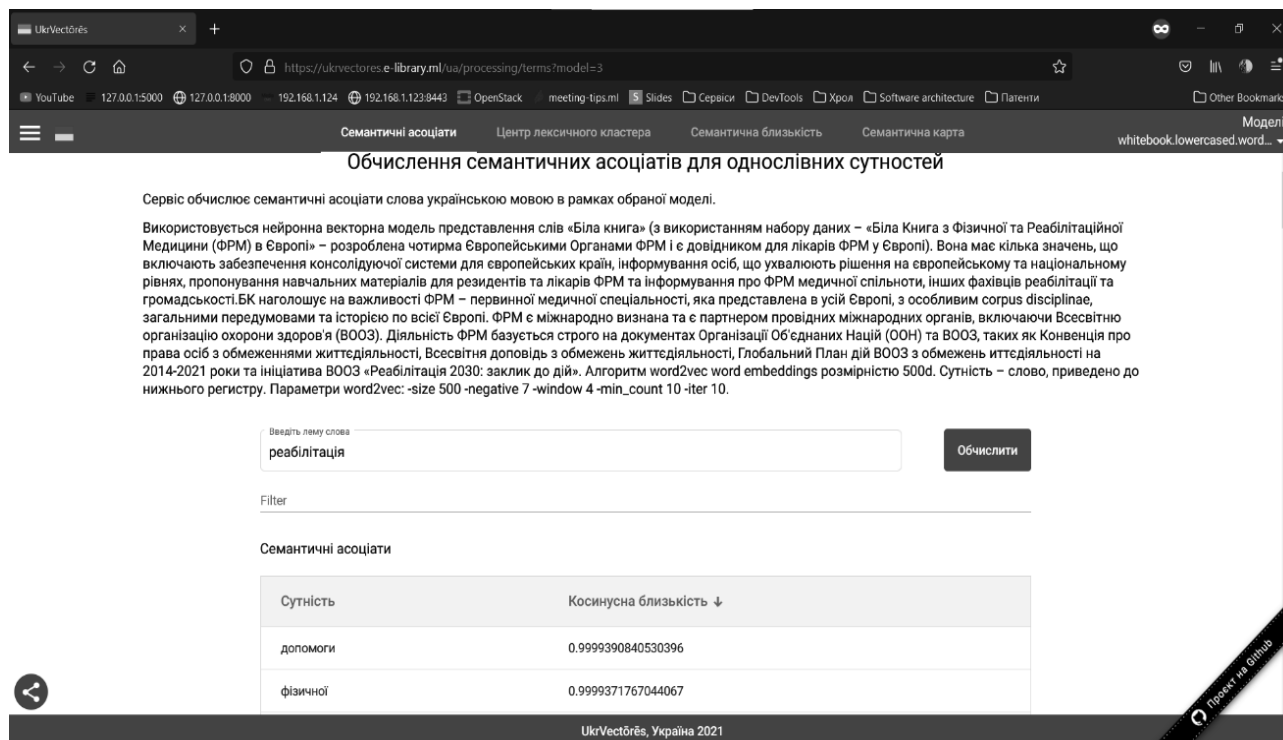 UkrVectōrēs
https://ukrvectores.e-library.ml/ua/processing/terms?model=3
YouTube 127.0.0.1:5000 127.0.0.1:8000 192.168.1.124 192.168.1.123:8443 OpenStack meeting-tips.ml S Slides Сервіси DevTools Хрол Software architecture Патенти Other Bookmark
Семантичні асоціати Центр лексичного кластера Семантична близькість Семантична карта
Моделі
whitebook.lowercased.word...
Обчислення семантичних асоціатів для однослівних сутностей
Сервіс обчислює семантичні асоціати слова українською мовою в рамках обраної моделі.
Використовується нейронна векторна модель представлення слів «Біла книга» (з використанням набору даних – «Біла Книга з Фізичної та Реабілітаційної
Медицини (ФРМ) в Європі» – розроблена чотирма Європейськими Органами ФРМ і є довідником для лікарів ФРМ у Європі). Вона має кілька значень, що
включають забезпечення консолідуючої системи для європейських країн, інформування осіб, що ухвалюють рішення на європейському та національному
рівнях, пропонування навчальних матеріалів для резидентів та лікарів ФРМ та інформування про ФРМ медичної спільноти, інших фахівців реабілітації та
громадськості.БК наголошує на важливості ФРМ – первинної медичної спеціальності, яка представлена в усій Європі, з особливим corpus disciplinae,
загальними передумовами та історією по всієї Європі. ФРМ є міжнародно визнана та є партнером провідних міжнародних органів, включаючи Всесвітню
організацію охорони здоров'я (ВООЗ). Діяльність ФРМ базується строго на документах Організації Об'єднаних Націй (ООН) та ВООЗ, таких як Конвенція про
права осіб з обмеженнями життєдіяльності, Всесвітня доповідь з обмежень життєдіяльності, Глобальний План дій ВООЗ з обмежень иттєдіяльності на
2014-2021 роки та ініціатива ВООЗ «Реабілітація 2030: заклик до дій». Алгоритм word2vec word embeddings розмірністю 500d. Сутність – слово, приведено до
нижнього регистру. Параметри word2vec: -size 500 -negative 7 -window 4 -min_count 10 -iter 10.
Введіть лему слова
реабілітація
Обчислити
Filter
Семантичні асоціати
Сутність Косинусна близькість
допомоги 0.9999390840530396
фізичної 0.9999371767044067
Проєкт на Github
UkrVectōrēs, Україна 2021